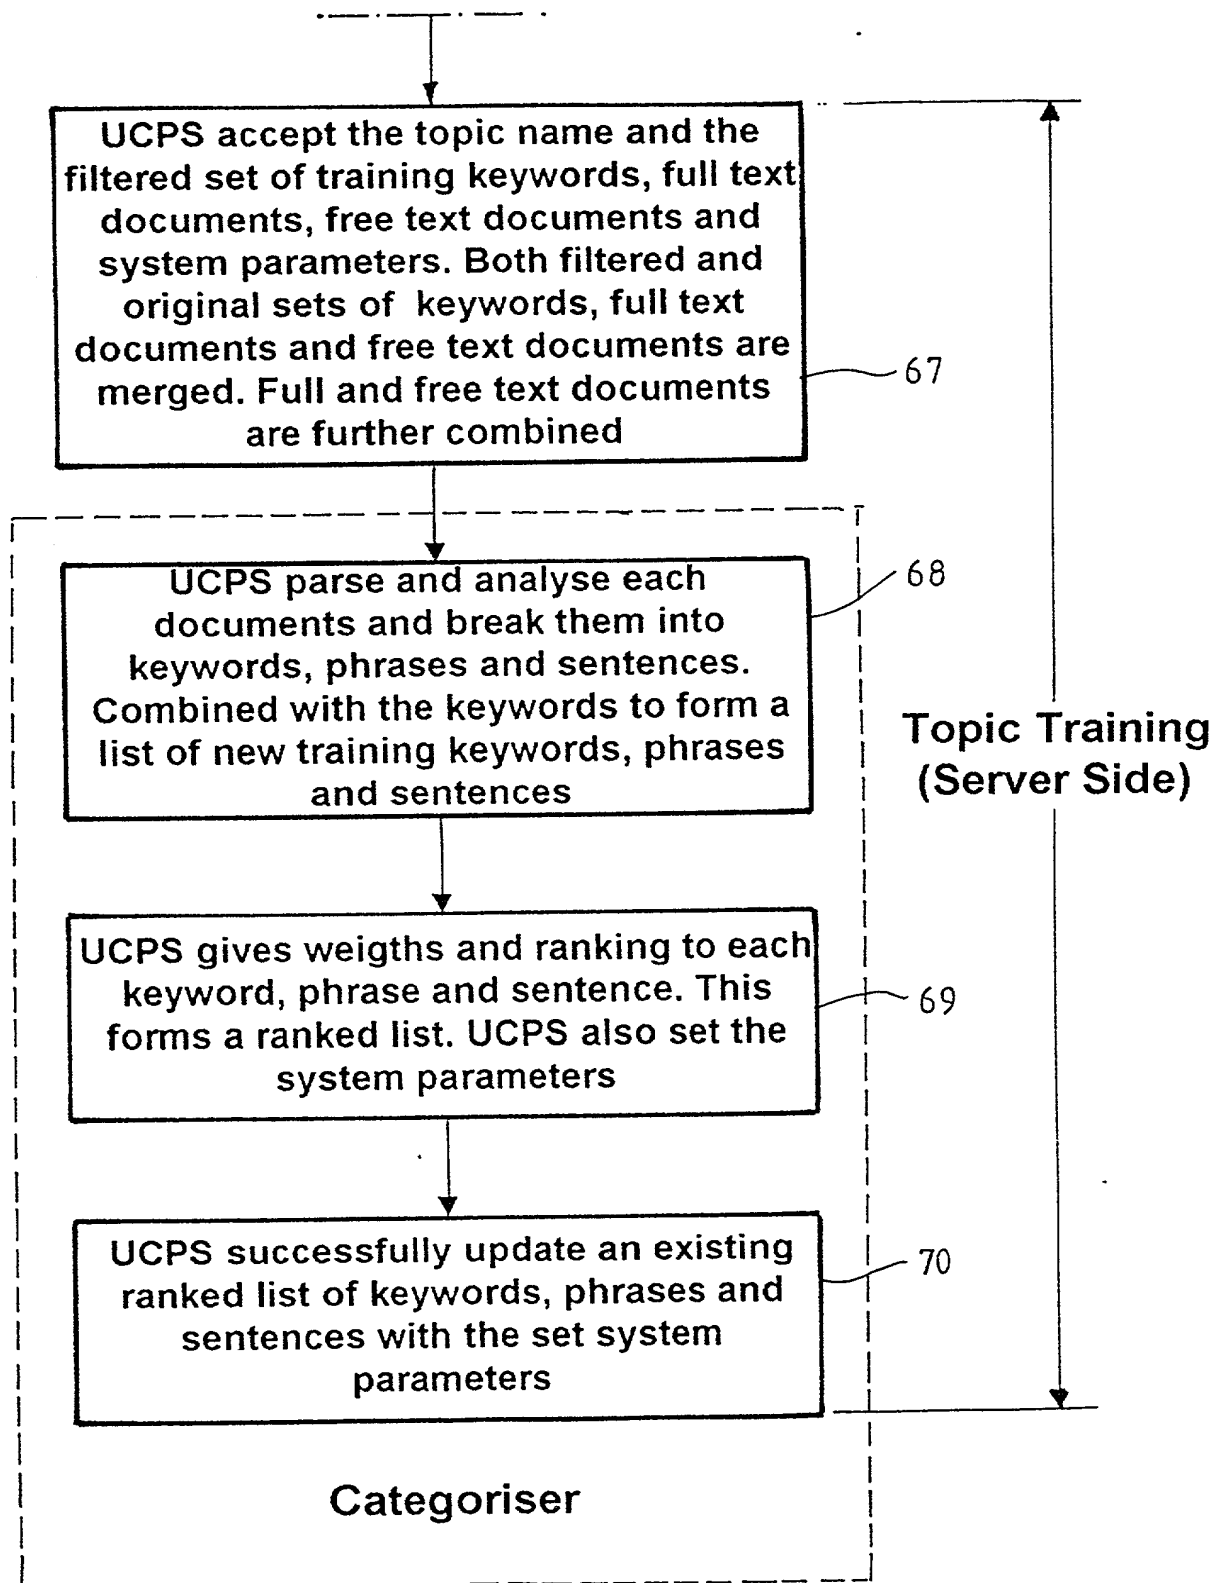 UCPS accept the topic name and the
filtered set of training keywords, full text
documents, free text documents and
system parameters. Both filtered and
original sets of keywords, full text
documents and free text documents are
merged. Full and free text documents
are further combined
67
UCPS parse and analyse each
documents and break them into
keywords, phrases and sentences.
Combined with the keywords to form a
list of new training keywords, phrases
and sentences
68
Topic Training
(Server Side)
UCPS gives weigths and ranking to each
keyword, phrase and sentence. This
forms a ranked list. UCPS also set the
system parameters
69
UCPS successfully update an existing
ranked list of keywords, phrases and
sentences with the set system
parameters
70
Categoriser